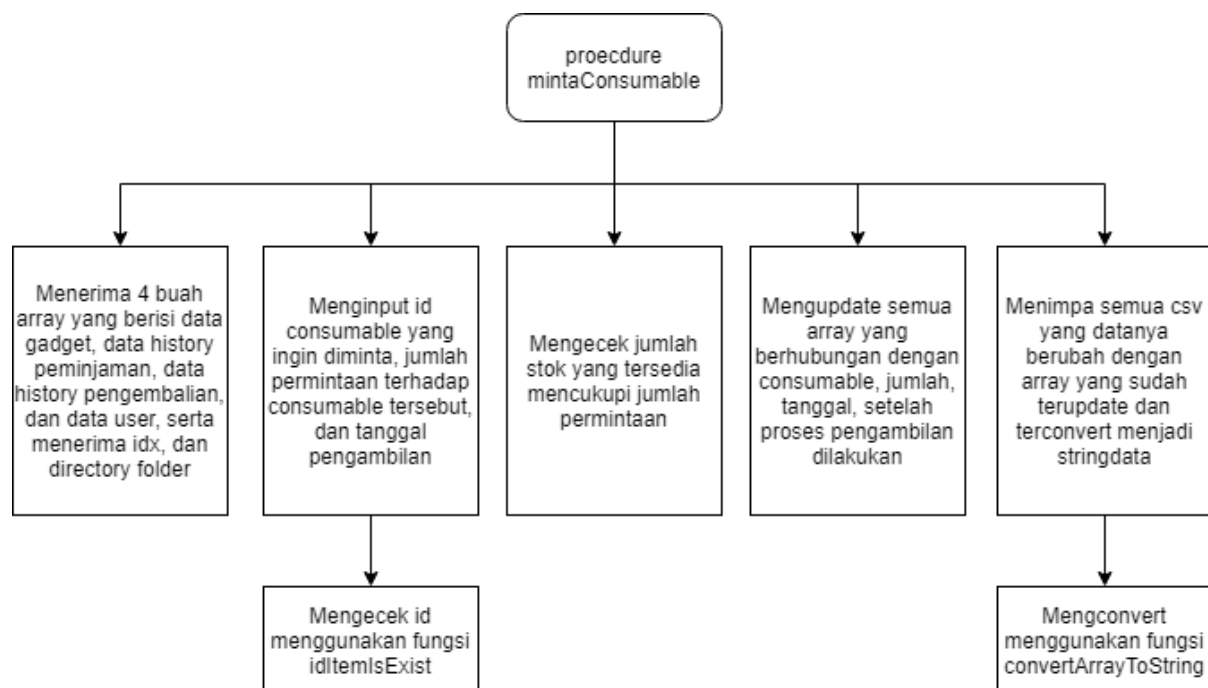 proecdure
mintaConsumable
Menerima 4 buah
array yang berisi data
gadget, data history
peminjaman, data
history pengembalian,
dan data user, serta
menerima idx, dan
directory folder
Menginput id
consumable yang
ingin diminta, jumlah
permintaan terhadap
consumable tersebut,
dan tanggal
pengambilan
Mengecek jumlah
stok yang tersedia
mencukupi jumlah
permintaan
Mengupdate semua
array yang
berhubungan dengan
consumable, jumlah,
tanggal, setelah
proses pengambilan
dilakukan
Menimpa semua csv
yang datanya
berubah dengan
array yang sudah
terupdate dan
terconvert menjadi
stringdata
Mengecek id
menggunakan fungsi
idItemIsExist
Mengconvert
menggunakan fungsi
convertArrayToString